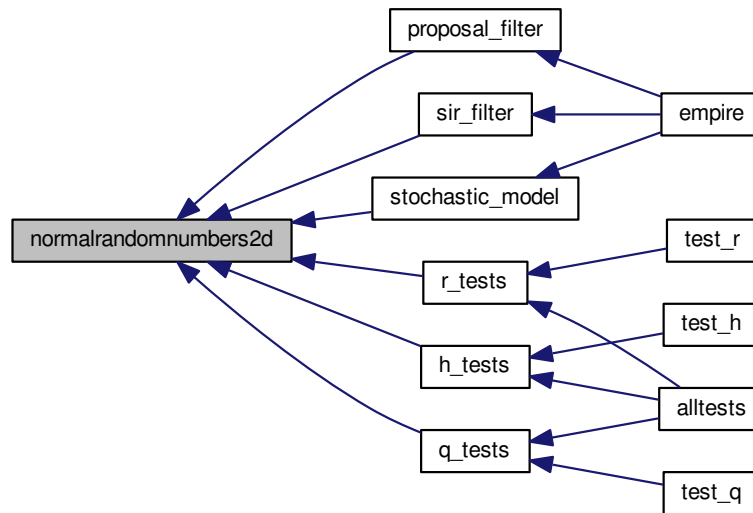 proposal_filter
sir_filter
empire
stochastic_model
normalrandomnumbers2d
test_r
r_tests
test_h
h_tests
alltests
q_tests
test_q